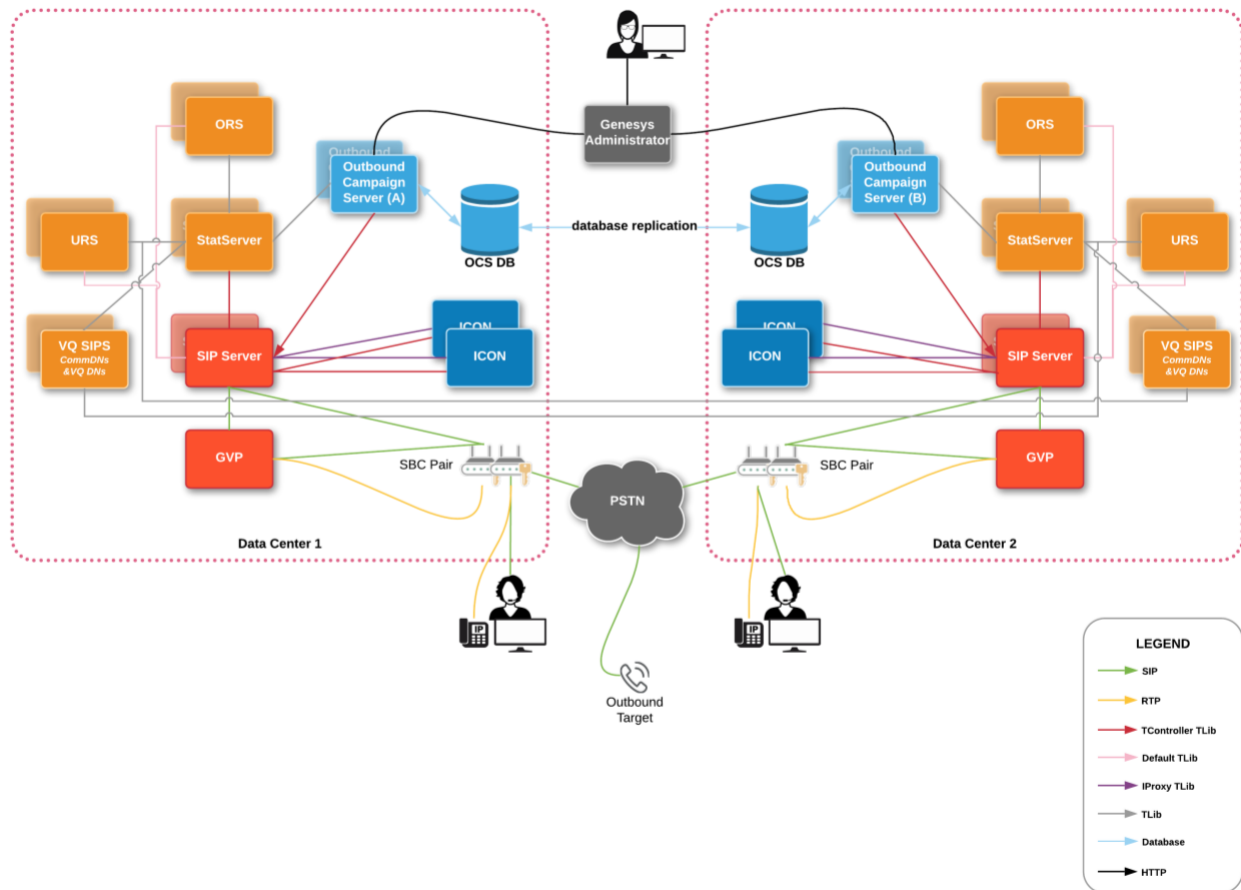 Genesys
Administrator
ORS
Outbound
Outbound
Campaign
Server (A)
StatServer
URS
OCS DB
database replication
VQ SIPS
CommDNs
&VQ DNs
SIP Server
ICON
ICON
GVP
SBC Pair
Data Center 1
ORS
Outbound
Outbound
Campaign
Server (B)
StatServer
URS
OCS DB
ICON
ICON
SIP Server
VQ SIPS
CommDNs
&VQ DNs
GVP
SBC Pair
Data Center 2
PSTN
IP
IP
Outbound
Target
LEGEND
SIP
RTP
TController TLib
Default TLib
IProxy TLib
TLib
Database
HTTP